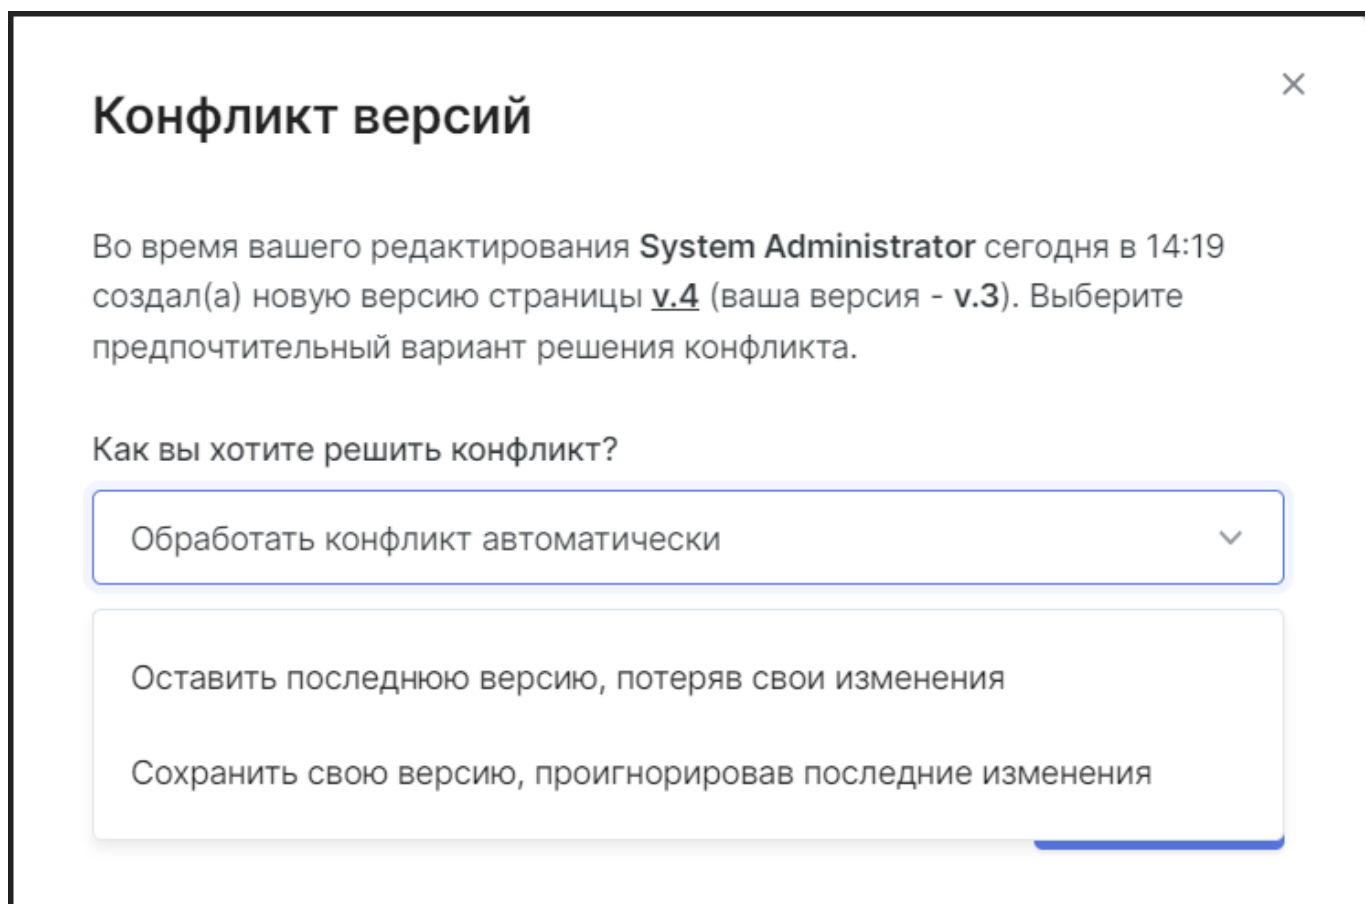 Конфликт версий
Во время вашего редактирования System Administrator сегодня в 14:19
создал(а) новую версию страницы v.4 (ваша версия - v.3). Выберите
предпочтительный вариант решения конфликта.
Как вы хотите решить конфликт?
Обработать конфликт автоматически
Оставить последнюю версию, потеряв свои изменения
Сохранить свою версию, проигнорировав последние изменения